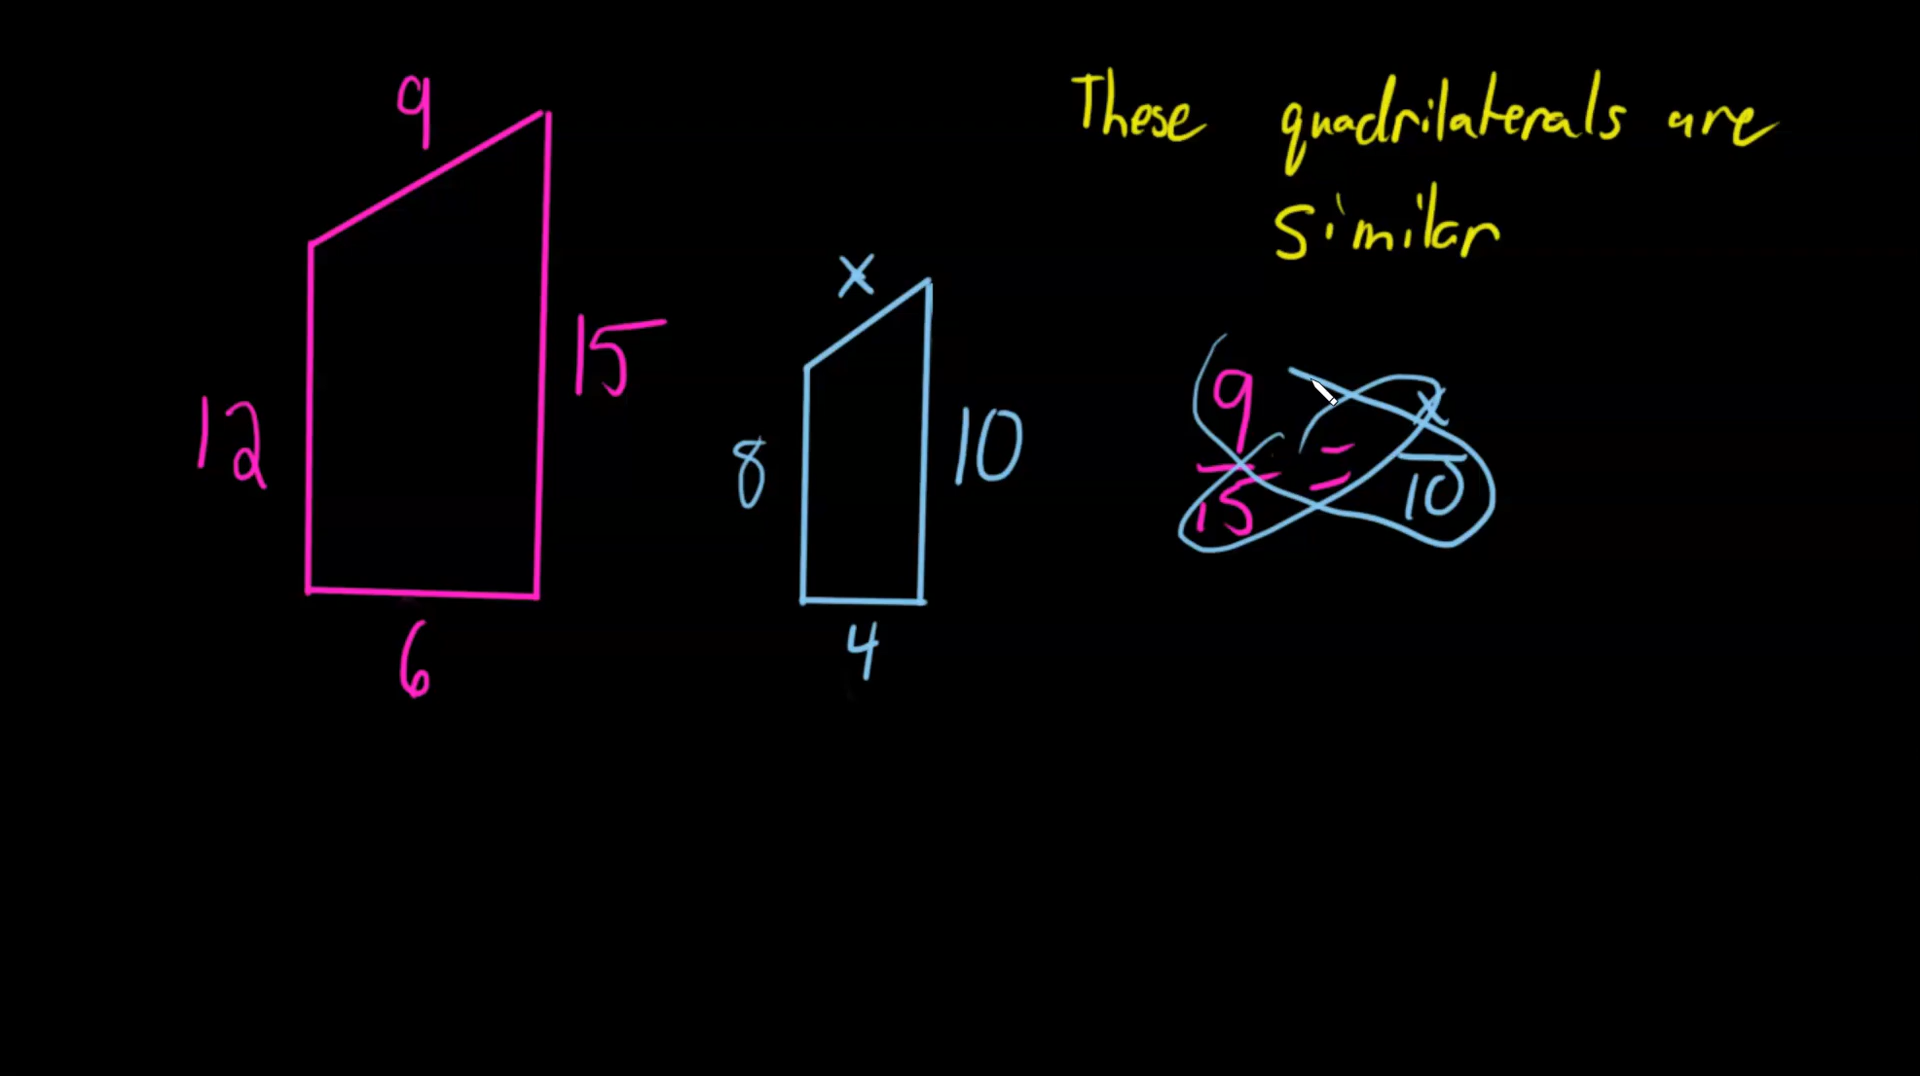 These quadrilaterals are
similar
9
12
15
6
x
8
10
4
9/15 = x/10